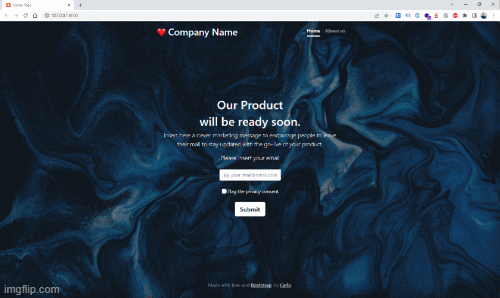 Home Page
127.0.0.1:8000
Company Name
Home
About us
Our Product
will be ready soon.
Insert here a clever marketing message to encourage people to leave
their mail to stay updated with the go-live of your product.
Please insert your email
your.mail@email.com
Flag the privacy consent
Submit
Made with love and Bootstrap by Carlo
imgflip.com